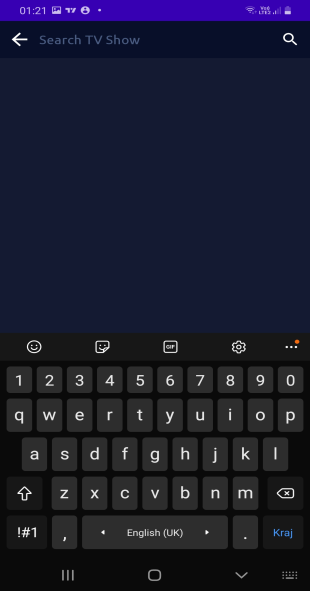 01:21
Search TV Show
GIF
1 2 3 4 5 6 7 8 9 0
q w e r t y u i o p
a s d f g h j k l
z x c v b n m
!#1 , English (UK) . Kraj